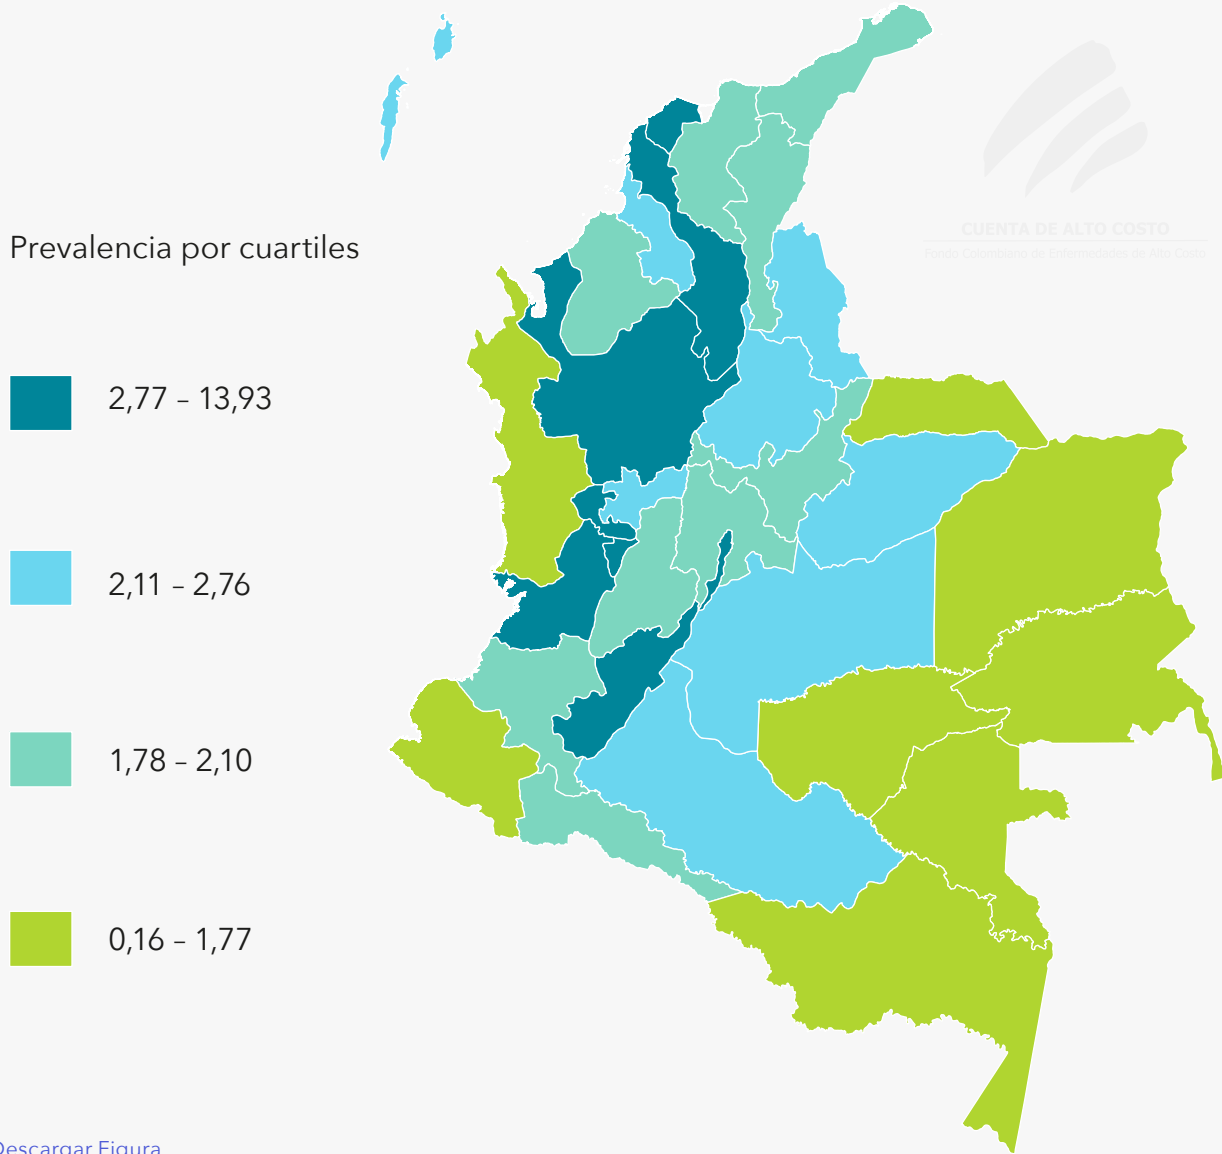 CUENTA DE ALTO COSTO
Fondo Colombiano de Enfermedades de Alto Costo
Prevalencia por cuartiles
2,77 – 13,93
2,11 – 2,76
1,78 – 2,10
0,16 – 1,77
Descargar Figura